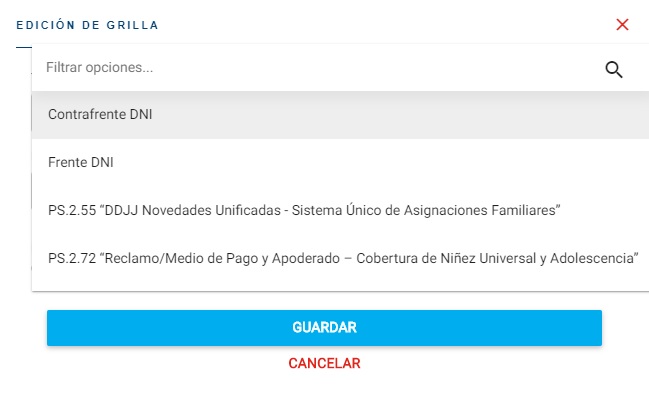 EDICIÓN DE GRILLA
Filtrar opciones...
Contrafrente DNI
Frente DNI
PS.2.55 “DDJJ Novedades Unificadas - Sistema Único de Asignaciones Familiares”
PS.2.72 “Reclamo/Medio de Pago y Apoderado – Cobertura de Niñez Universal y Adolescencia”
GUARDAR
CANCELAR